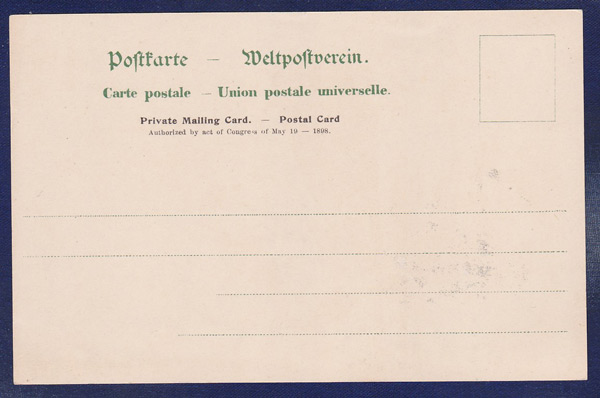 Postkarte — Weltpostverein.
Carte postale — Union postale universelle.
Private Mailing Card. — Postal Card
Authorized by act of Congress of May 19 — 1898.